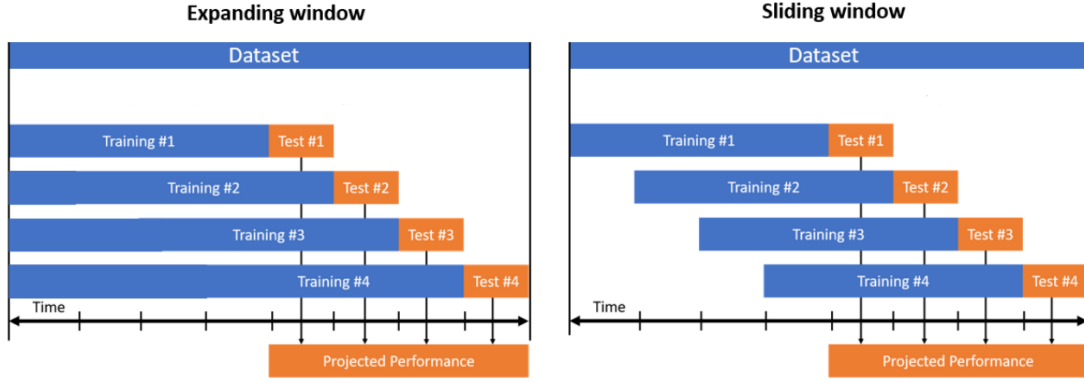 Expanding window
Dataset
Training #1
Test #1
Training #2
Test #2
Training #3
Test #3
Training #4
Test #4
Time
Projected Performance
Sliding window
Dataset
Training #1
Test #1
Training #2
Test #2
Training #3
Test #3
Training #4
Test #4
Time
Projected Performance